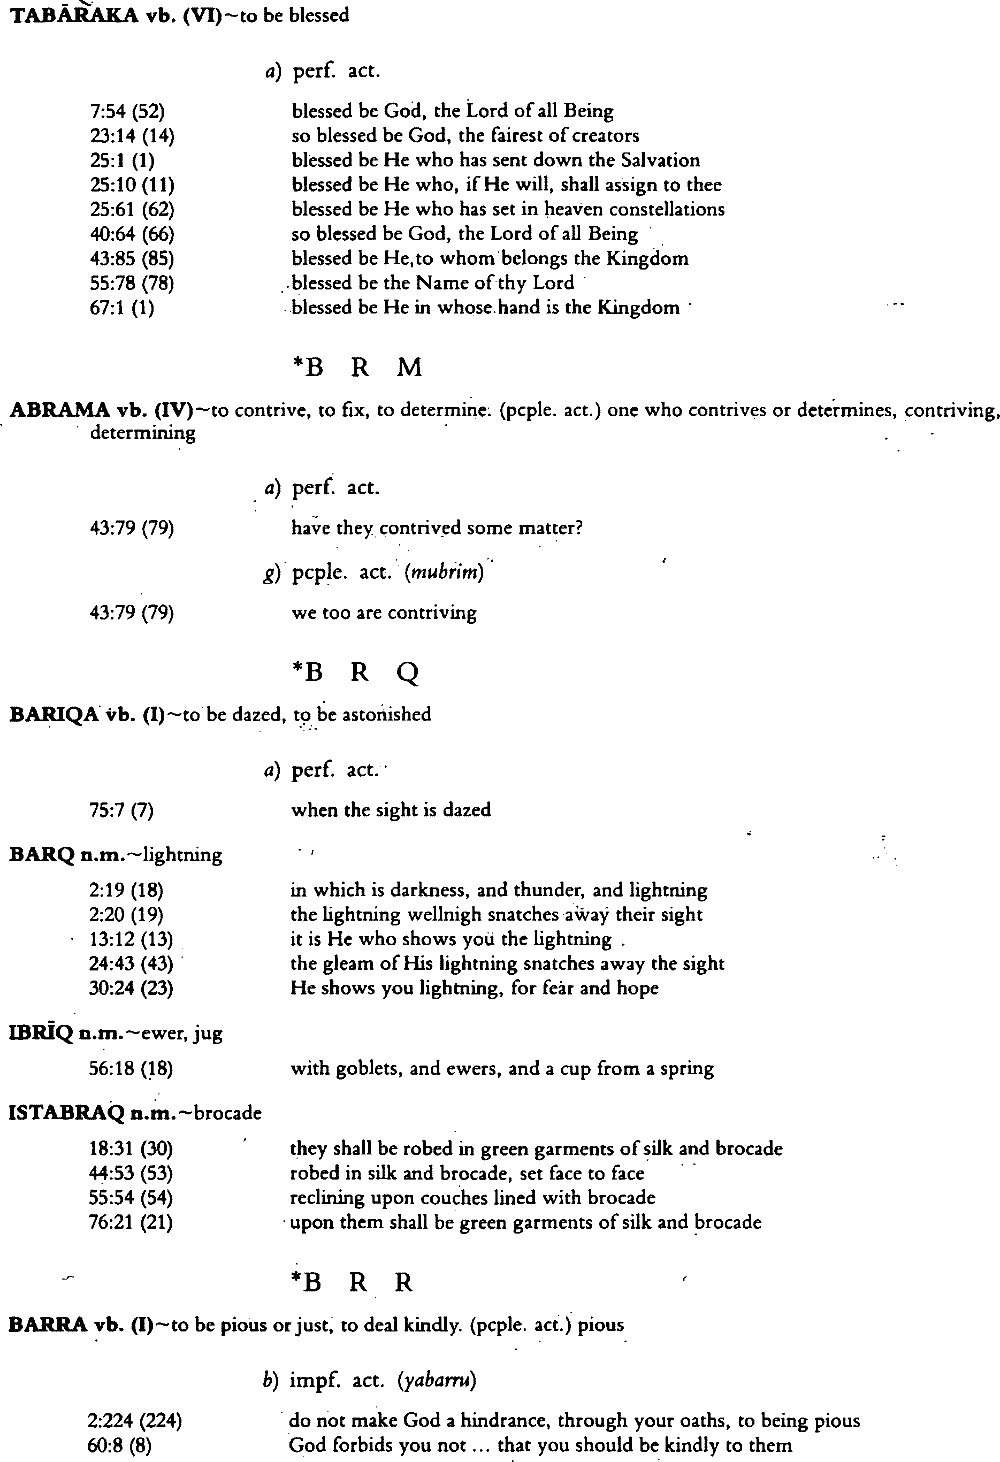 TABĀRAKA vb. (VI)~to be blessed
a) perf. act.
7:54 (52) blessed be God, the Lord of all Being
23:14 (14) so blessed be God, the fairest of creators
25:1 (1) blessed be He who has sent down the Salvation
25:10 (11) blessed be He who, if He will, shall assign to thee
25:61 (62) blessed be He who has set in heaven constellations
40:64 (66) so blessed be God, the Lord of all Being
43:85 (85) blessed be He, to whom belongs the Kingdom
55:78 (78) blessed be the Name of thy Lord
67:1 (1) blessed be He in whose hand is the Kingdom
*B R M
ABRAMA vb. (IV)~to contrive, to fix, to determine. (pcple. act.) one who contrives or determines, contriving,
determining
a) perf. act.
43:79 (79) have they contrived some matter?
g) pcple. act. (mubrim)
43:79 (79) we too are contriving
*B R Q
BARIQA vb. (I)~to be dazed, to be astonished
a) perf. act.
75:7 (7) when the sight is dazed
BARQ n.m.~lightning
2:19 (18) in which is darkness, and thunder, and lightning
2:20 (19) the lightning wellnigh snatches away their sight
13:12 (13) it is He who shows you the lightning
24:43 (43) the gleam of His lightning snatches away the sight
30:24 (23) He shows you lightning, for fear and hope
IBRĪQ n.m.~ewer, jug
56:18 (18) with goblets, and ewers, and a cup from a spring
ISTABRAQ n.m.~brocade
18:31 (30) they shall be robed in green garments of silk and brocade
44:53 (53) robed in silk and brocade, set face to face
55:54 (54) reclining upon couches lined with brocade
76:21 (21) upon them shall be green garments of silk and brocade
*B R R
BARRA vb. (I)~to be pious or just, to deal kindly. (pcple. act.) pious
b) impf. act. (yabarru)
2:224 (224) do not make God a hindrance, through your oaths, to being pious
60:8 (8) God forbids you not ... that you should be kindly to them